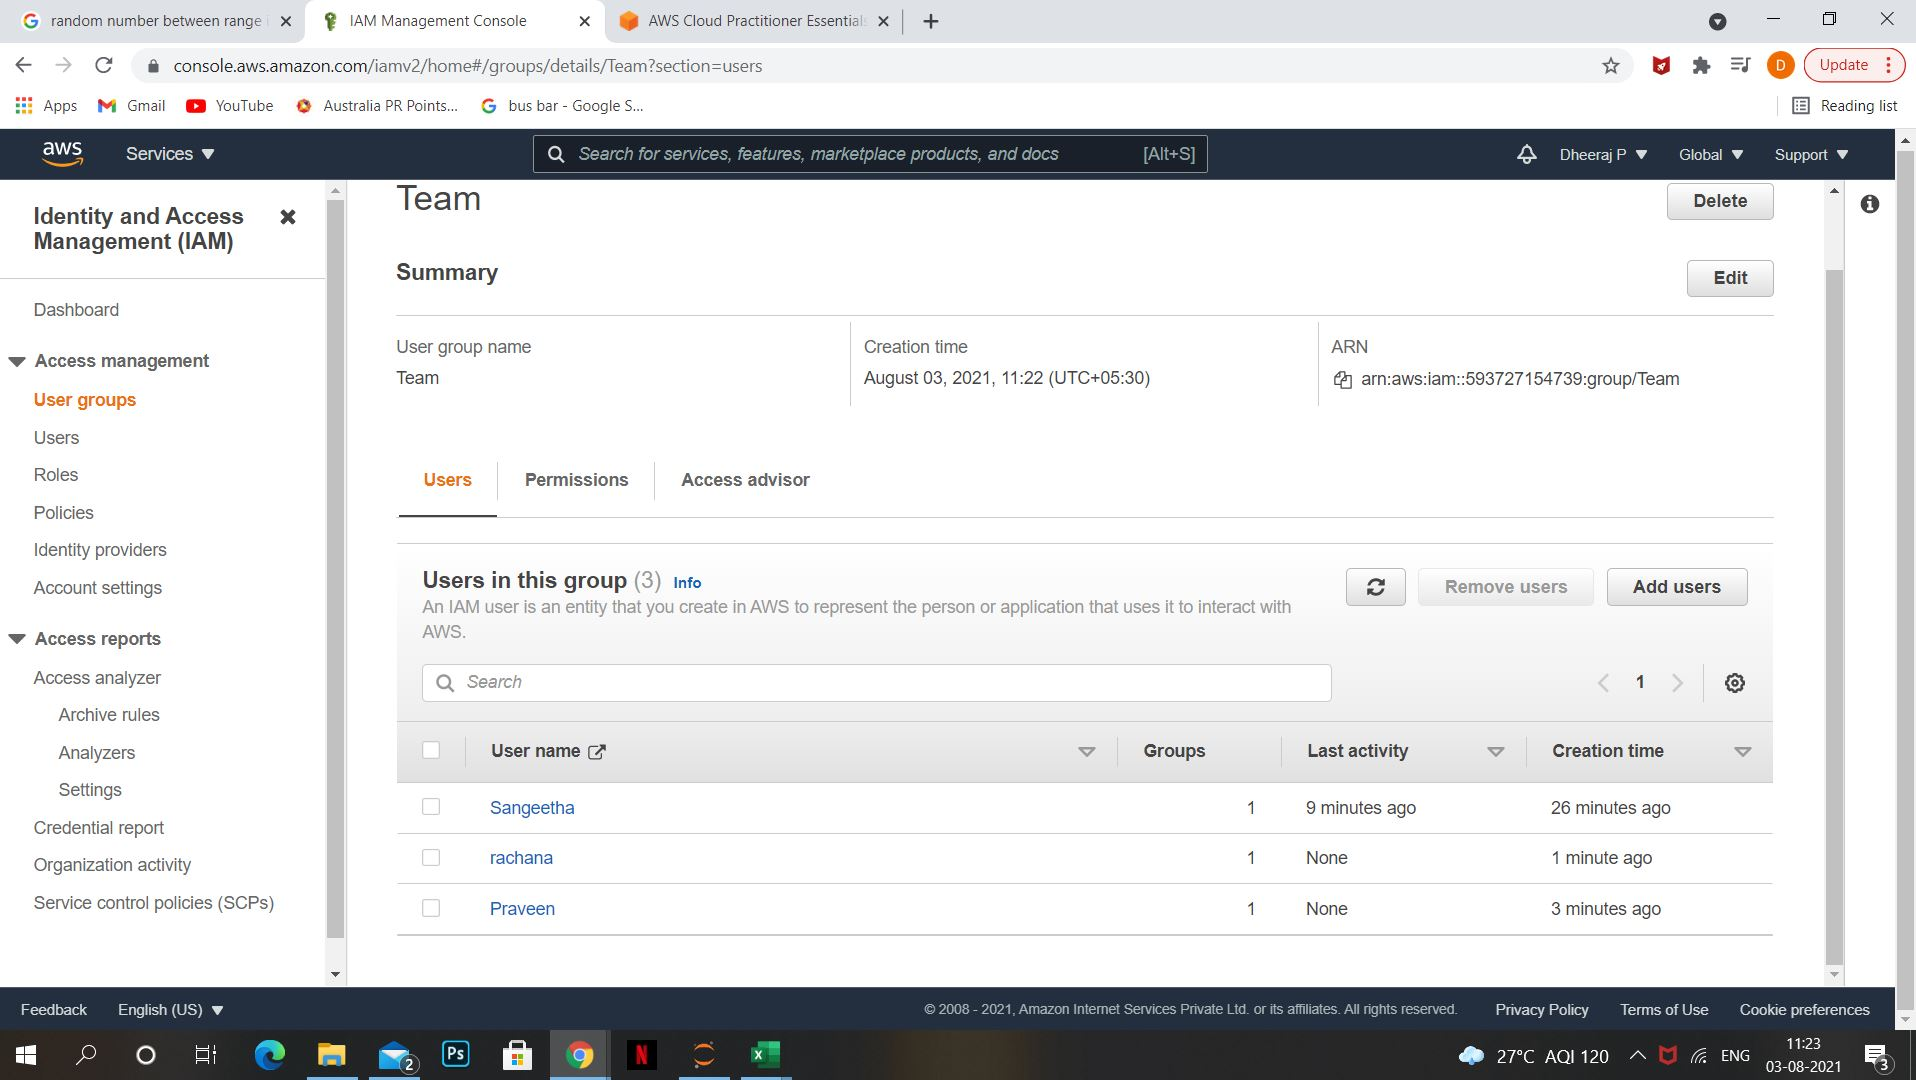 random number between range i
IAM Management Console
AWS Cloud Practitioner Essentials
console.aws.amazon.com/iamv2/home#/groups/details/Team?section=users
D
Update
Apps
Gmail
YouTube
Australia PR Points...
bus bar - Google S...
Reading list
aws
Services
Search for services, features, marketplace products, and docs
[Alt+S]
Dheeraj P
Global
Support
Identity and Access
Management (IAM)
Dashboard
Access management
User groups
Users
Roles
Policies
Identity providers
Account settings
Access reports
Access analyzer
Archive rules
Analyzers
Settings
Credential report
Organization activity
Service control policies (SCPs)
Team
Delete
Summary
Edit
User group name
Team
Creation time
August 03, 2021, 11:22 (UTC+05:30)
ARN
arn:aws:iam::593727154739:group/Team
Users
Permissions
Access advisor
Users in this group (3) Info
An IAM user is an entity that you create in AWS to represent the person or application that uses it to interact with
AWS.
Remove users
Add users
Search
1
User name
Groups
Last activity
Creation time
Sangeetha 1 9 minutes ago 26 minutes ago
rachana 1 None 1 minute ago
Praveen 1 None 3 minutes ago
Feedback
English (US)
© 2008 - 2021, Amazon Internet Services Private Ltd. or its affiliates. All rights reserved.
Privacy Policy
Terms of Use
Cookie preferences
2
Ps
N
X
27°C AQI 120
ENG
11:23
03-08-2021
3